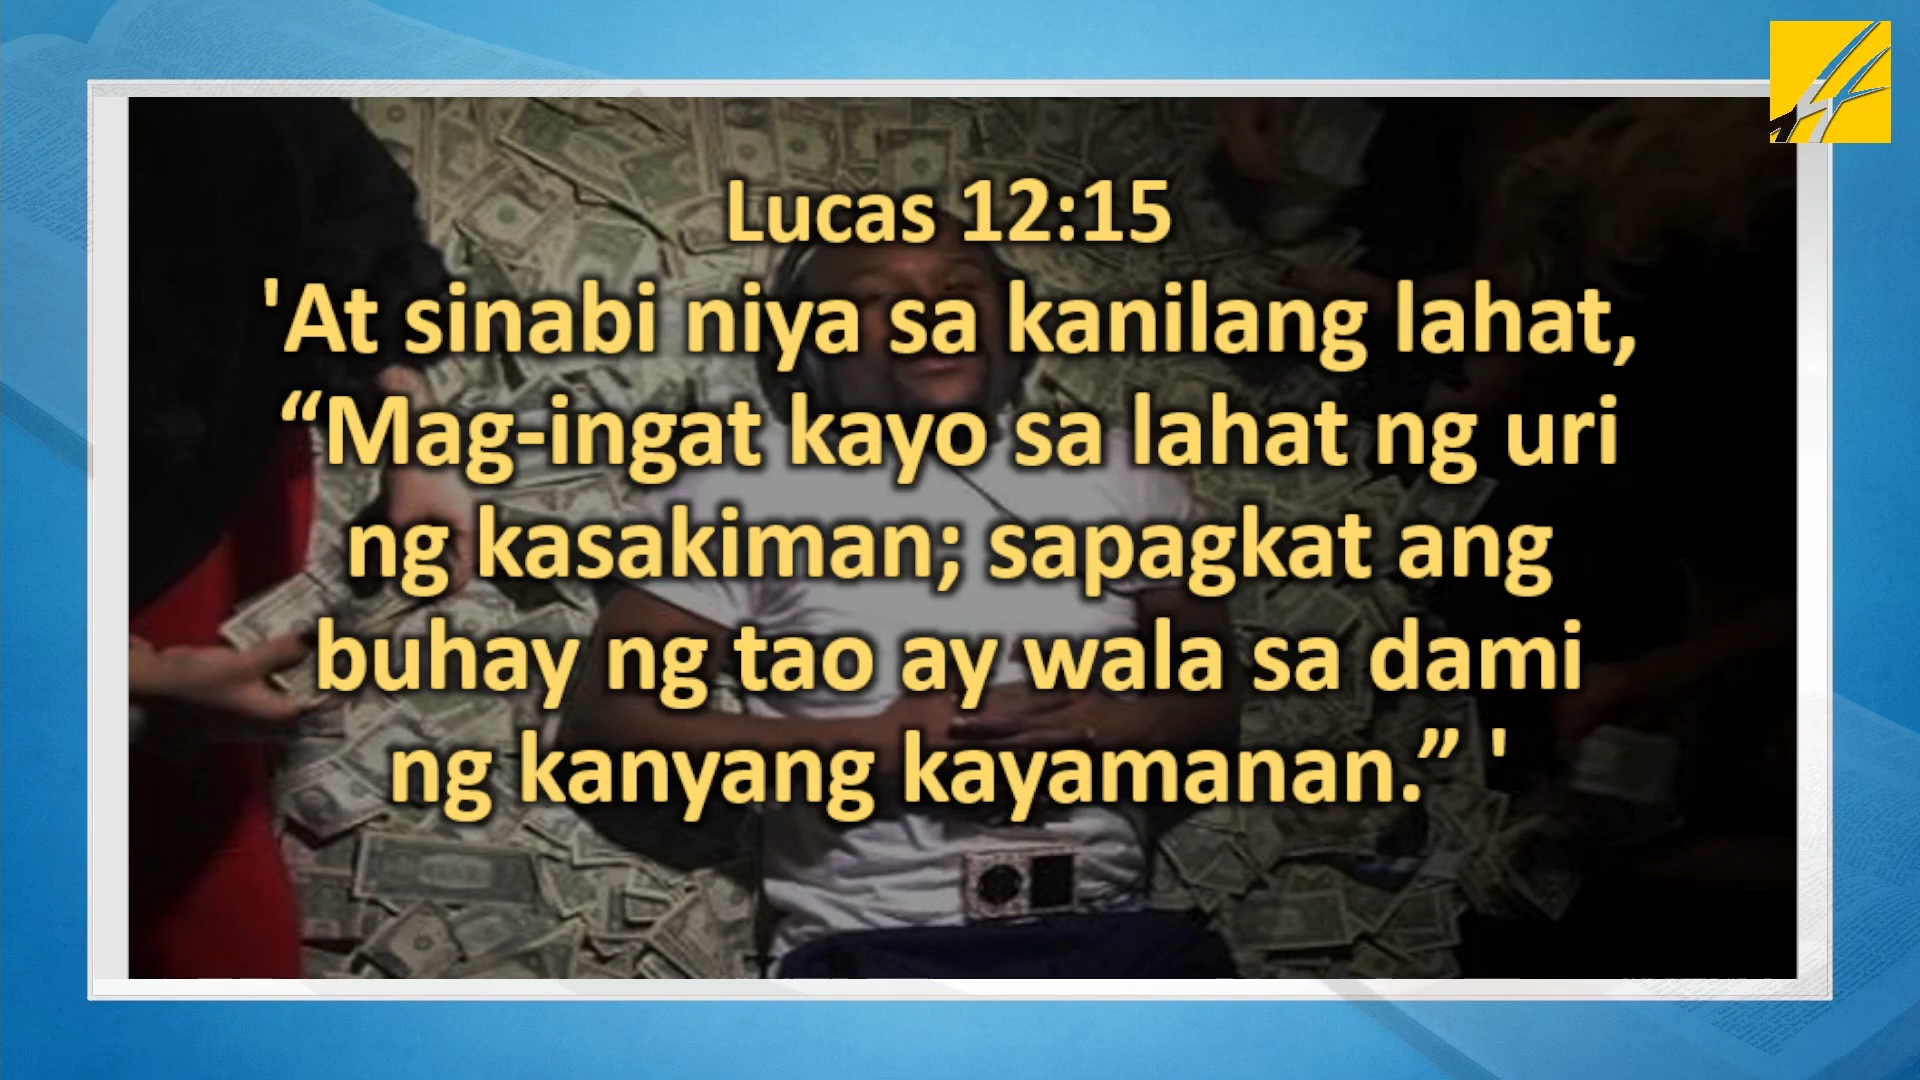 Lucas 12:15
'At sinabi niya sa kanilang lahat,
“Mag-ingat kayo sa lahat ng uri
ng kasakiman; sapagkat ang
buhay ng tao ay wala sa dami
ng kanyang kayamanan.” '